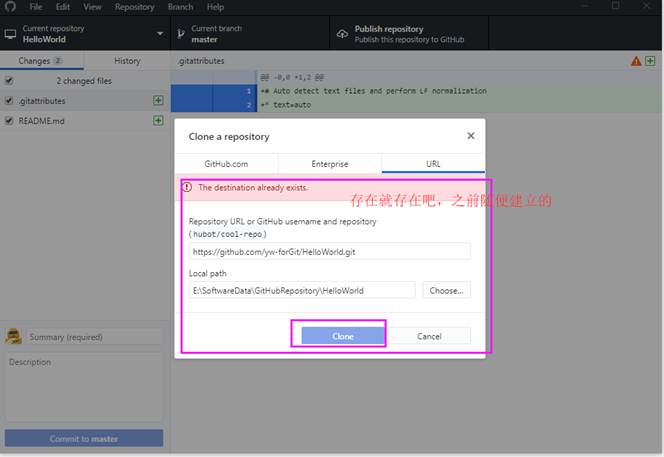 File Edit View Repository Branch Help
Current repository
HelloWorld
Current branch
master
Publish repository
Publish this repository to GitHub
Changes 2
History
.gitattributes
2 changed files
@@ -0,0 +1,2 @@
.gitattributes
1 +# Auto detect text files and perform LF normalization
README.md
2 +* text=auto
Clone a repository
GitHub.com
Enterprise
URL
The destination already exists.
存在就存在吧,之前随便建立的
Repository URL or GitHub username and repository
(hubot/cool-repo)
https://github.com/yw-forGit/HelloWorld.git
Local path
E:\SoftwareData\GitHubRepository\HelloWorld
Choose...
Clone
Cancel
Summary (required)
Description
Commit to master